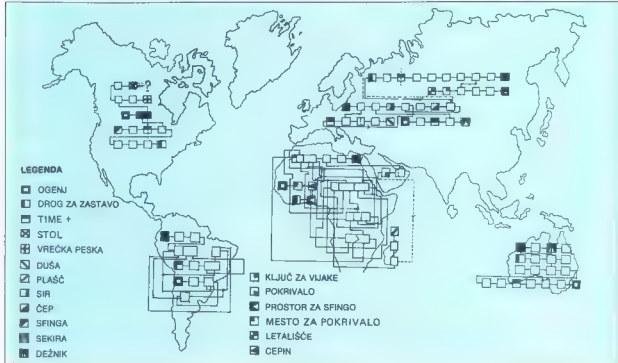 ?
LEGENDA
OGENJ
DROG ZA ZASTAVO
TIME +
STOL
VREČKA PESKA
DUŠA
PLAŠČ
SIR
ČEP
SFINGA
SEKIRA
DEŽNIK
KLJUČ ZA VIJAKE
POKRIVALO
PROSTOR ZA SFINGO
MESTO ZA POKRIVALO
LETALIŠČE
CEPIN